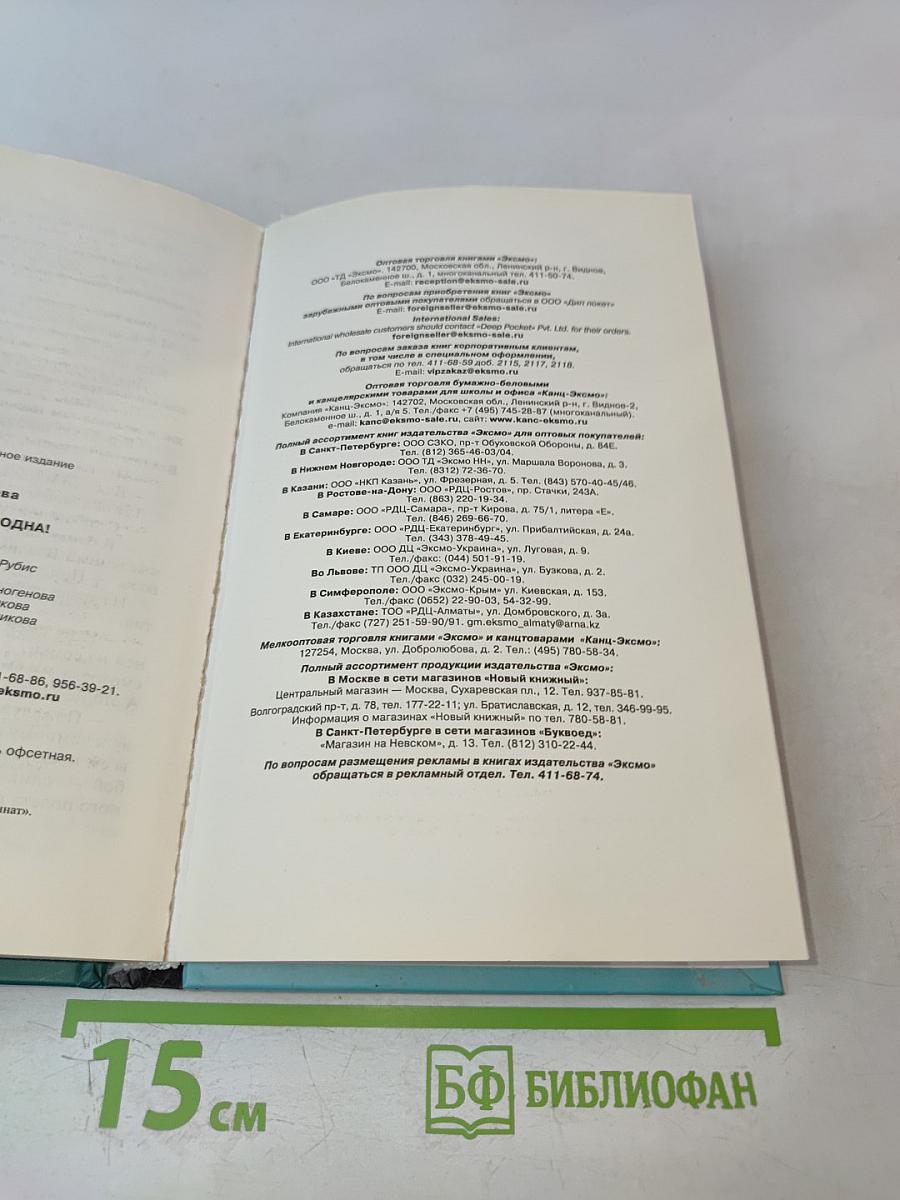 ное издание
ва
ОДНА!
Рубис
ногенова
кова
икова
1-68-86, 956-39-21.
eksmo.ru
офсетная.
нат».
Оптовая торговля книгами «Эксмо»:
ООО «ТД «Эксмо». 142700, Московская обл., Ленинский р-н, г. Видное,
Белокаменное ш., д. 1, многоканальный тел. 411-50-74.
E-mail: reception@eksmo-sale.ru
По вопросам приобретения книг «Эксмо»
зарубежными оптовыми покупателями обращаться в ООО «Дип покет»
E-mail: foreignseller@eksmo-sale.ru
International Sales:
International wholesale customers should contact «Deep Pocket» Pvt. Ltd. for their orders.
foreignseller@eksmo-sale.ru
По вопросам заказа книг корпоративным клиентам,
в том числе в специальном оформлении,
обращаться по тел. 411-68-59 доб. 2115, 2117, 2118.
E-mail: vipzakaz@eksmo.ru
Оптовая торговля бумажно-беловыми
и канцелярскими товарами для школы и офиса «Канц-Эксмо»:
Компания «Канц-Эксмо»: 142702, Московская обл., Ленинский р-н, г. Видное-2,
Белокаменное ш., д. 1, а/я 5. Тел./факс +7 (495) 745-28-87 (многоканальный).
e-mail: kanc@eksmo-sale.ru, сайт: www.kanc-eksmo.ru
Полный ассортимент книг издательства «Эксмо» для оптовых покупателей:
В Санкт-Петербурге: ООО СЗКО, пр-т Обуховской Обороны, д. 84Е.
Тел. (812) 365-46-03/04.
В Нижнем Новгороде: ООО ТД «Эксмо НН», ул. Маршала Воронова, д. 3.
Тел. (8312) 72-36-70.
В Казани: ООО «НКП Казань», ул. Фрезерная, д. 5. Тел. (843) 570-40-45/46.
В Ростове-на-Дону: ООО «РДЦ-Ростов», пр. Стачки, 243А.
Тел. (863) 220-19-34.
В Самаре: ООО «РДЦ-Самара», пр-т Кирова, д. 75/1, литера «Е».
Тел. (846) 269-66-70.
В Екатеринбурге: ООО «РДЦ-Екатеринбург», ул. Прибалтийская, д. 24а.
Тел. (343) 378-49-45.
В Киеве: ООО ДЦ «Эксмо-Украина», ул. Луговая, д. 9.
Тел./факс: (044) 501-91-19.
Во Львове: ТП ООО ДЦ «Эксмо-Украина», ул. Бузкова, д. 2.
Тел./факс (032) 245-00-19.
В Симферополе: ООО «Эксмо-Крым» ул. Киевская, д. 153.
Тел./факс (0652) 22-90-03, 54-32-99.
В Казахстане: ТОО «РДЦ-Алматы», ул. Домбровского, д. 3а.
Тел./факс (727) 251-59-90/91. gm.eksmo_almaty@arna.kz
Мелкооптовая торговля книгами «Эксмо» и канцтоварами «Канц-Эксмо»:
127254, Москва, ул. Добролюбова, д. 2. Тел.: (495) 780-58-34.
Полный ассортимент продукции издательства «Эксмо»:
В Москве в сети магазинов «Новый книжный»:
Центральный магазин — Москва, Сухаревская пл., 12. Тел. 937-85-81.
Волгоградский пр-т, д. 78, тел. 177-22-11; ул. Братиславская, д. 12, тел. 346-99-95.
Информация о магазинах «Новый книжный» по тел. 780-58-81.
В Санкт-Петербурге в сети магазинов «Буквоед»:
«Магазин на Невском», д. 13. Тел. (812) 310-22-44.
По вопросам размещения рекламы в книгах издательства «Эксмо»
обращаться в рекламный отдел. Тел. 411-68-74.
15 см
БФ БИБЛИОФАН